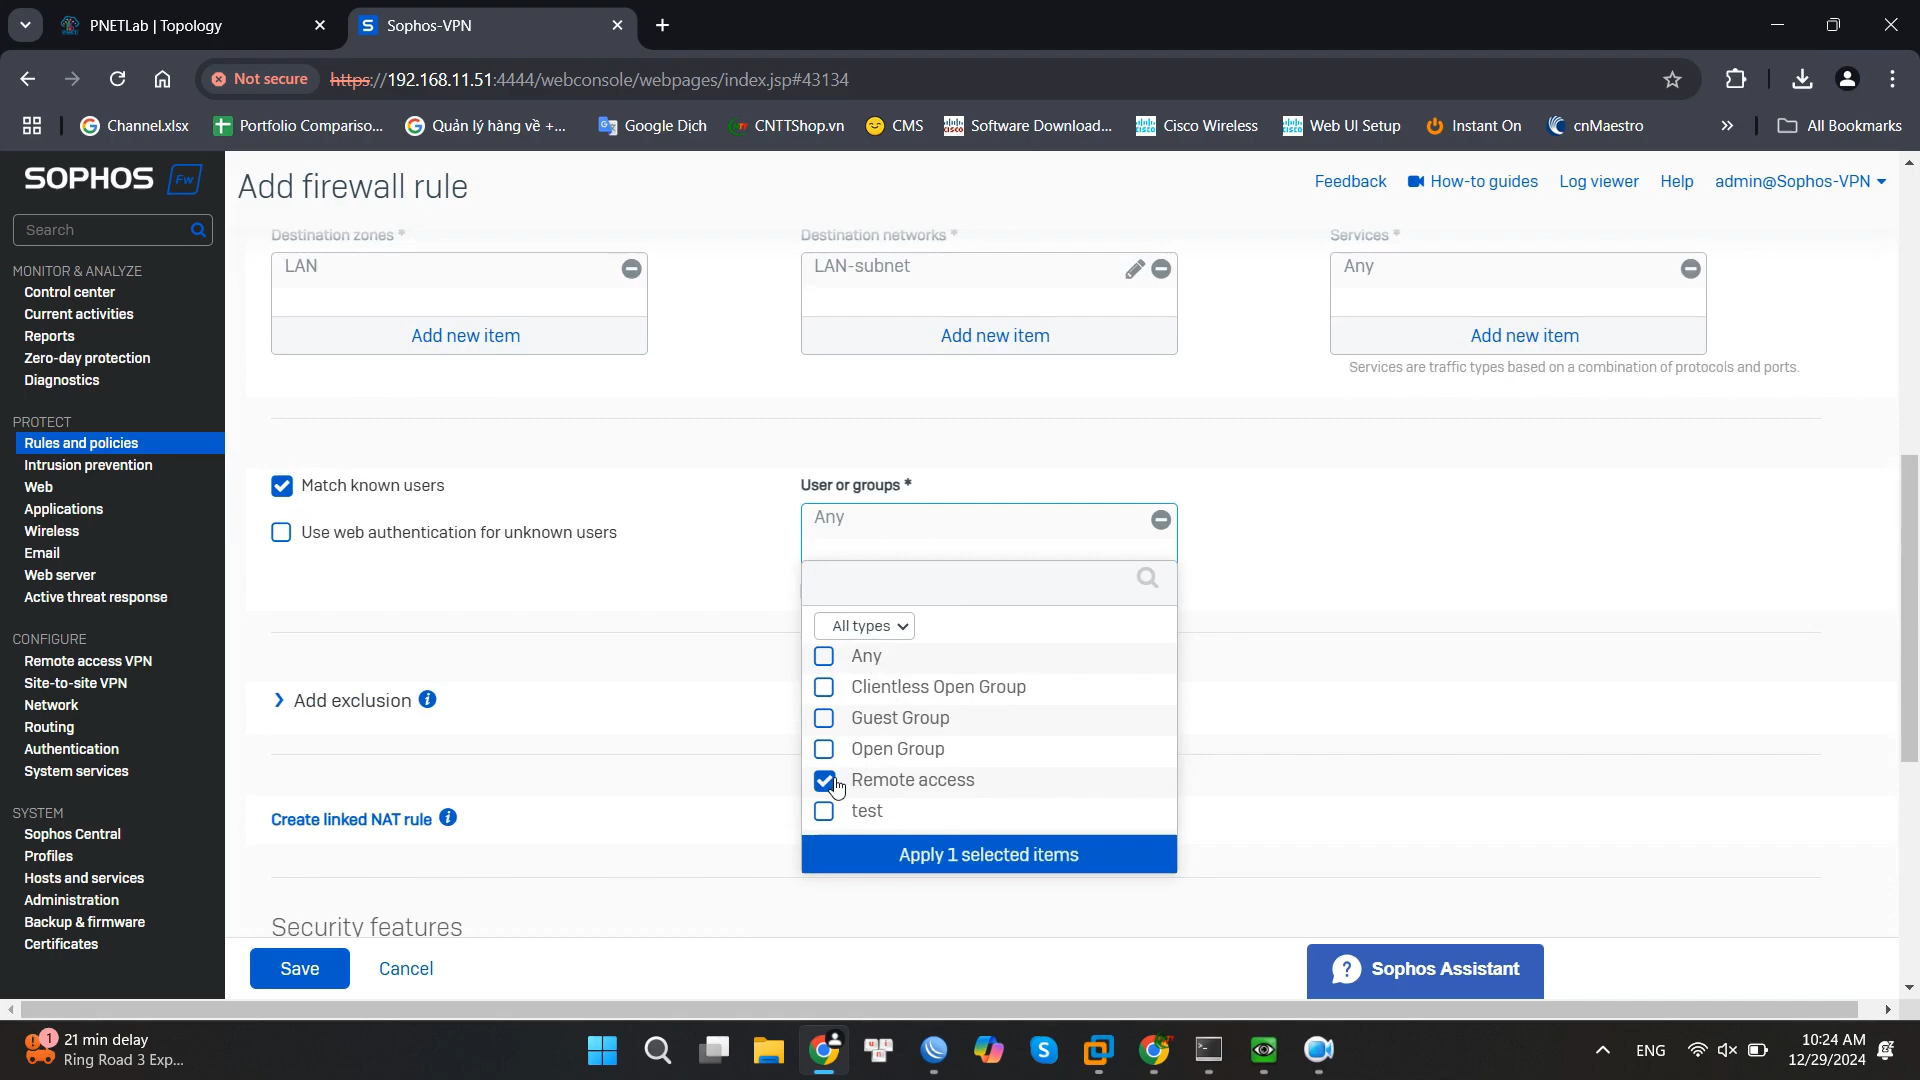 PNETLab | Topology
Sophos-VPN
Not secure
https://192.168.11.51:4444/webconsole/webpages/index.jsp#43134
Channel.xlsx
Portfolio Compariso...
Quản lý hàng về +...
Google Dịch
CNTTShop.vn
CMS
Software Download...
Cisco Wireless
Web UI Setup
Instant On
cnMaestro
»
All Bookmarks
SOPHOS Fw
Search
MONITOR & ANALYZE
Control center
Current activities
Reports
Zero-day protection
Diagnostics
PROTECT
Rules and policies
Intrusion prevention
Web
Applications
Wireless
Email
Web server
Active threat response
CONFIGURE
Remote access VPN
Site-to-site VPN
Network
Routing
Authentication
System services
SYSTEM
Sophos Central
Profiles
Hosts and services
Administration
Backup & firmware
Certificates
Add firewall rule
Feedback
How-to guides
Log viewer
Help
admin@Sophos-VPN
Destination zones *
LAN
Add new item
Destination networks *
LAN-subnet
Add new item
Services *
Any
Add new item
Services are traffic types based on a combination of protocols and ports.
Match known users
Use web authentication for unknown users
User or groups *
Any
All types
Any
Clientless Open Group
Guest Group
Open Group
Remote access
test
Apply 1 selected items
Add exclusion
Create linked NAT rule
Security features
Save
Cancel
? Sophos Assistant
1
21 min delay
Ring Road 3 Exp...
ENG
10:24 AM
12/29/2024